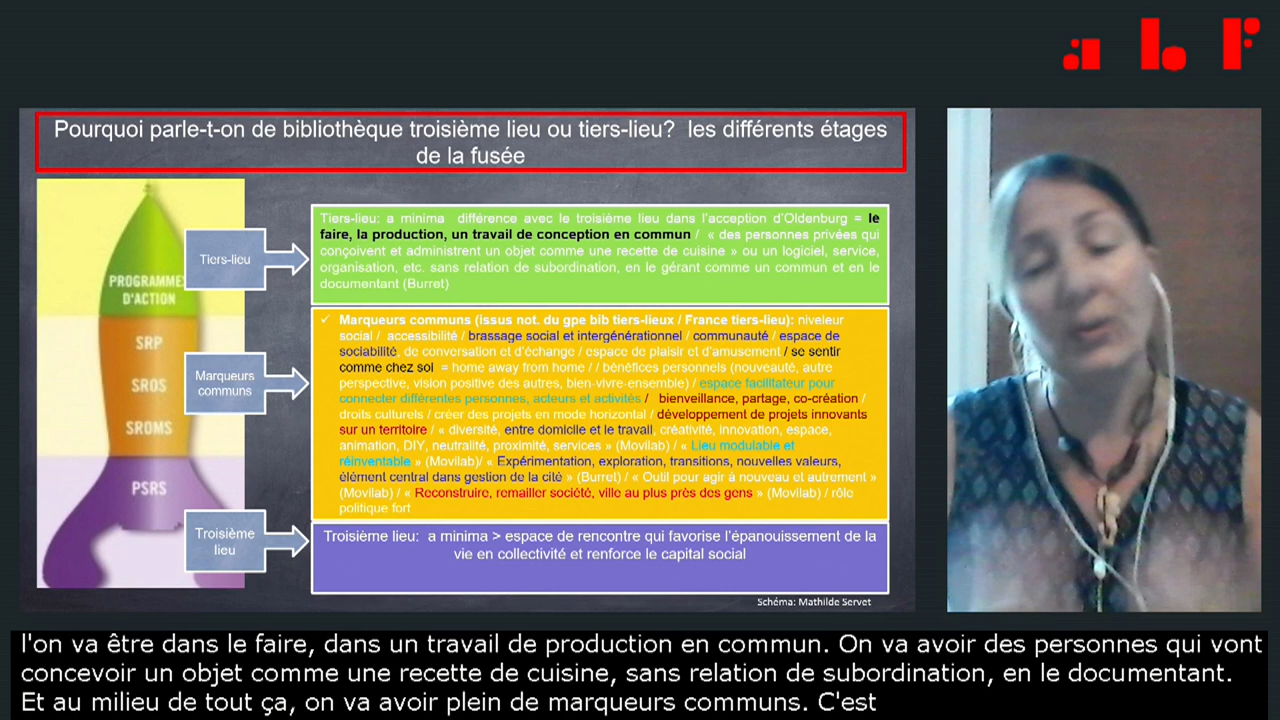 abf
Pourquoi parle-t-on de bibliothèque troisième lieu ou tiers-lieu? les différents étages
de la fusée
PROGRAMMES
D'ACTION
SRP
SROS
SROMS
PSRS
Tiers-lieu
Marqueurs
communs
Troisième
lieu
Tiers-lieu: a minima différence avec le troisième lieu dans l'acception d'Oldenburg = le
faire, la production, un travail de conception en commun / « des personnes privées qui
conçoivent et administrent un objet comme une recette de cuisine » ou un logiciel, service,
organisation, etc. sans relation de subordination, en le gérant comme un commun et en le
documentant (Burret)
✓ Marqueurs communs (issus not. du gpe bib tiers-lieux / France tiers-lieu): niveleur
social / accessibilité / brassage social et intergénérationnel / communauté / espace de
sociabilité, de conversation et d'échange / espace de plaisir et d'amusement / se sentir
comme chez soi = home away from home / / bénéfices personnels (nouveauté, autre
perspective, vision positive des autres, bien-vivre-ensemble) / espace facilitateur pour
connecter différentes personnes, acteurs et activités / bienveillance, partage, co-création /
droits culturels / créer des projets en mode horizontal / développement de projets innovants
sur un territoire / « diversité, entre domicile et le travail, créativité, innovation, espace,
animation, DIY, neutralité, proximité, services » (Movilab) / « Lieu modulable et
réinventable » (Movilab)/ « Expérimentation, exploration, transitions, nouvelles valeurs,
élément central dans gestion de la cité » (Burret) / « Outil pour agir à nouveau et autrement »
(Movilab) / « Reconstruire, remailler société, ville au plus près des gens » (Movilab) / rôle
politique fort
Troisième lieu: a minima > espace de rencontre qui favorise l'épanouissement de la
vie en collectivité et renforce le capital social
Schéma: Mathilde Servet
l'on va être dans le faire, dans un travail de production en commun. On va avoir des personnes qui vont
concevoir un objet comme une recette de cuisine, sans relation de subordination, en le documentant.
Et au milieu de tout ça, on va avoir plein de marqueurs communs. C'est